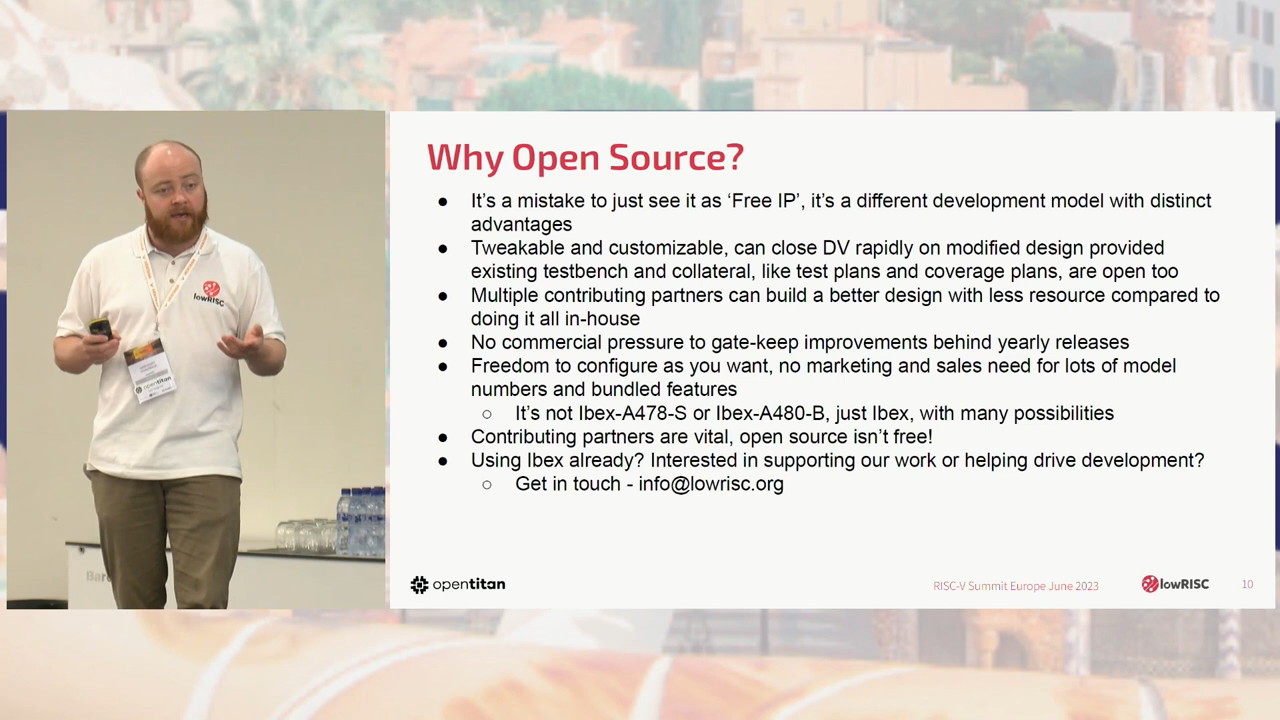 Why Open Source?
● It's a mistake to just see it as 'Free IP', it's a different development model with distinct
advantages
● Tweakable and customizable, can close DV rapidly on modified design provided
existing testbench and collateral, like test plans and coverage plans, are open too
● Multiple contributing partners can build a better design with less resource compared to
doing it all in-house
● No commercial pressure to gate-keep improvements behind yearly releases
● Freedom to configure as you want, no marketing and sales need for lots of model
numbers and bundled features
○ It's not Ibex-A478-S or Ibex-A480-B, just Ibex, with many possibilities
● Contributing partners are vital, open source isn't free!
● Using Ibex already? Interested in supporting our work or helping drive development?
○ Get in touch - info@lowrisc.org
opentitan
RISC-V Summit Europe June 2023
lowRISC
10
lowRISC
opentitan